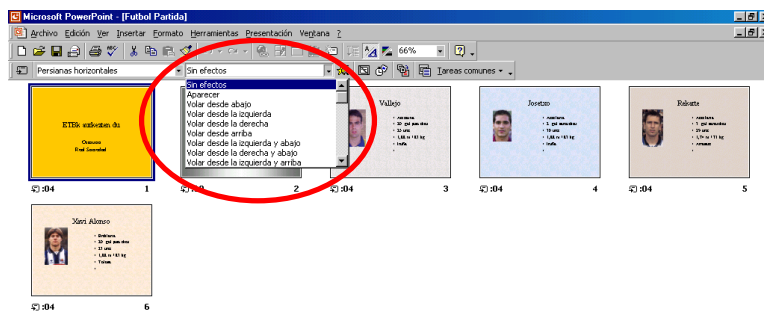 Microsoft PowerPoint - [Futbol Partida]
Archivo Edición Ver Insertar Formato Herramientas Presentación Ventana ?
66%
Persianas horizontales Sin efectos Tareas comunes
Sin efectos
Aparecer
Volar desde abajo
Volar desde la izquierda
Volar desde la derecha
Volar desde arriba
Volar desde la izquierda y abajo
Volar desde la derecha y abajo
Volar desde la izquierda y arriba
ETBk aurkezten du
Osasuna
Real Sociedad
Vallejo
Josetxo
Rekarte
:04 1
2
:04 3
:04 4
:04 5
Xavi Alonso
:04 6